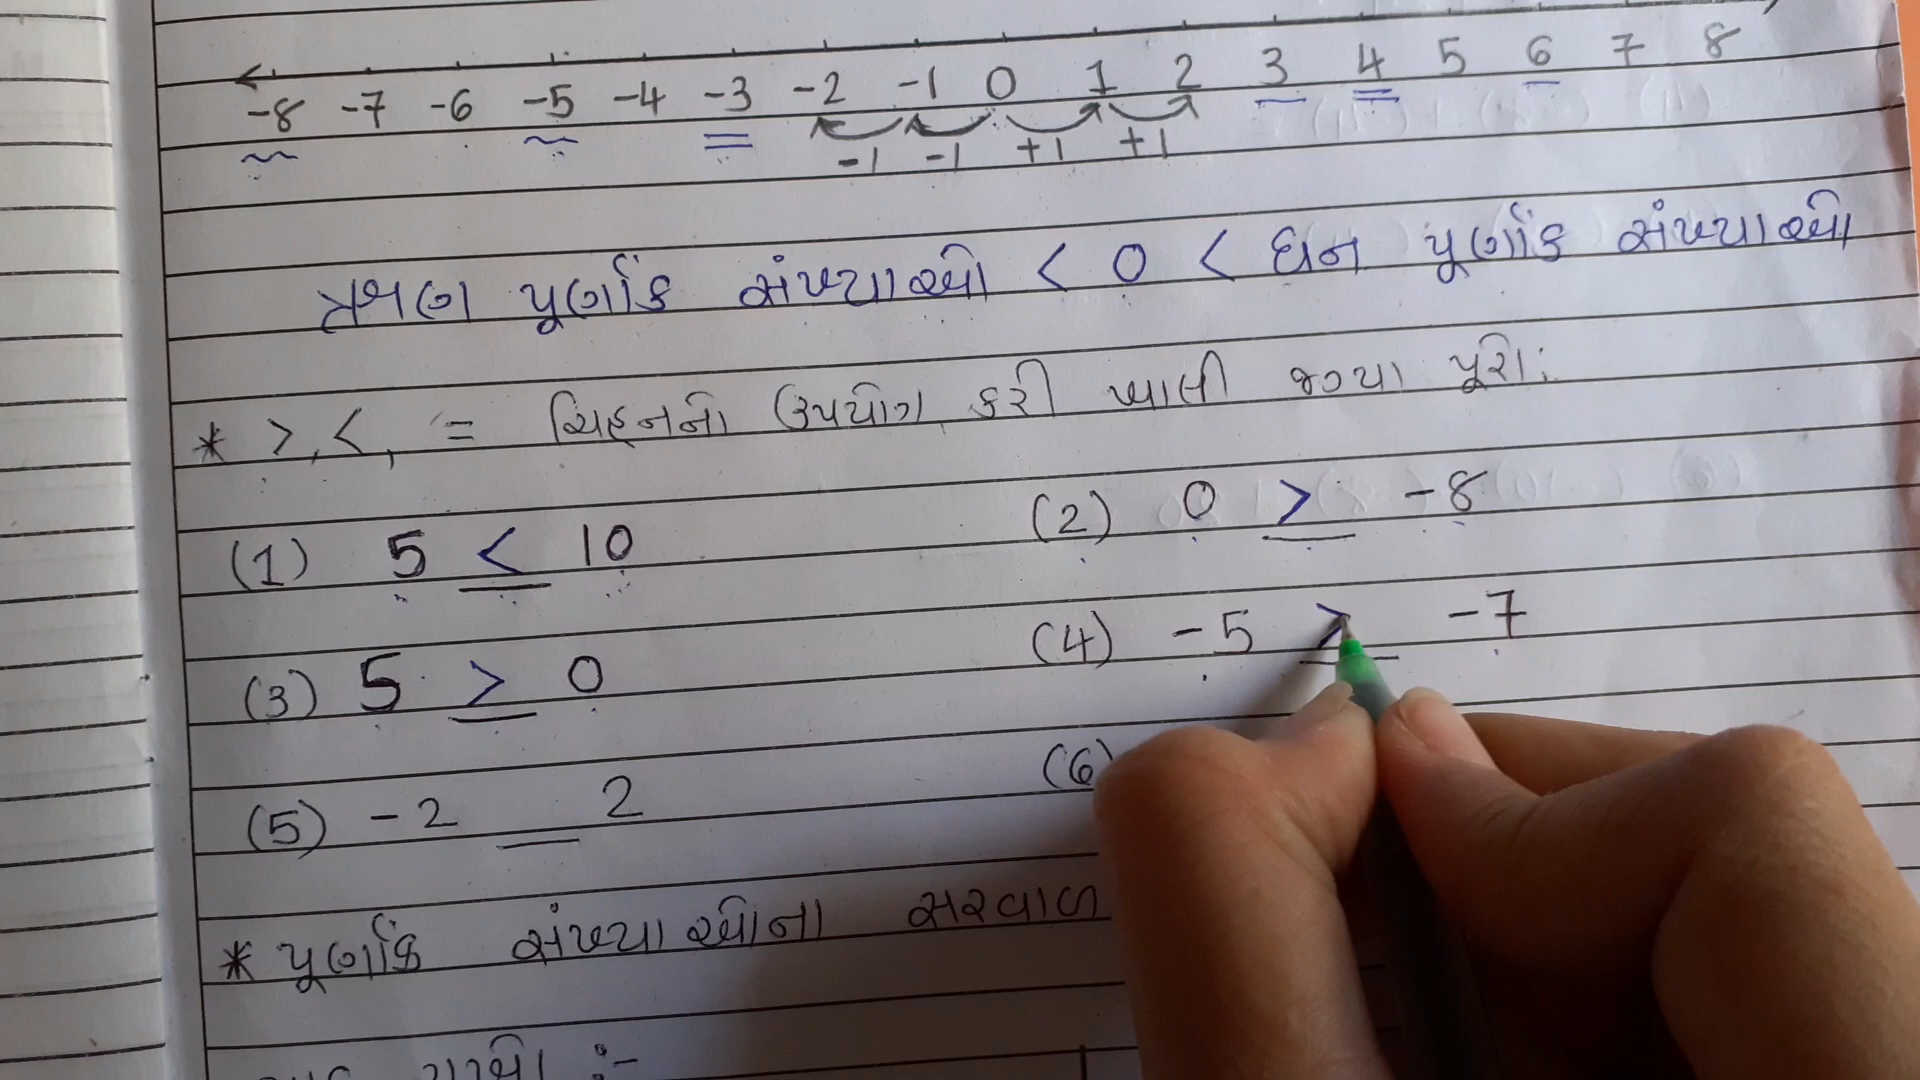 -8 -7 -6 -5 -4 -3 -2 -1 0 1 2 3 4 5 6 7 8
-1 -1 +1 +1
ઋણ પૂર્ણાંક સંખ્યાઓ < 0 < ધન પૂર્ણાંક સંખ્યાઓ
* >, <, = ચિહનનો ઉપયોગ કરી ખાલી જગ્યા પૂરો:
(1) 5 < 10 (2) 0 > -8
(3) 5 > 0 (4) -5 > -7
(5) -2 __ 2 (6)
* પૂર્ણાંક સંખ્યાઓના સરવાળ